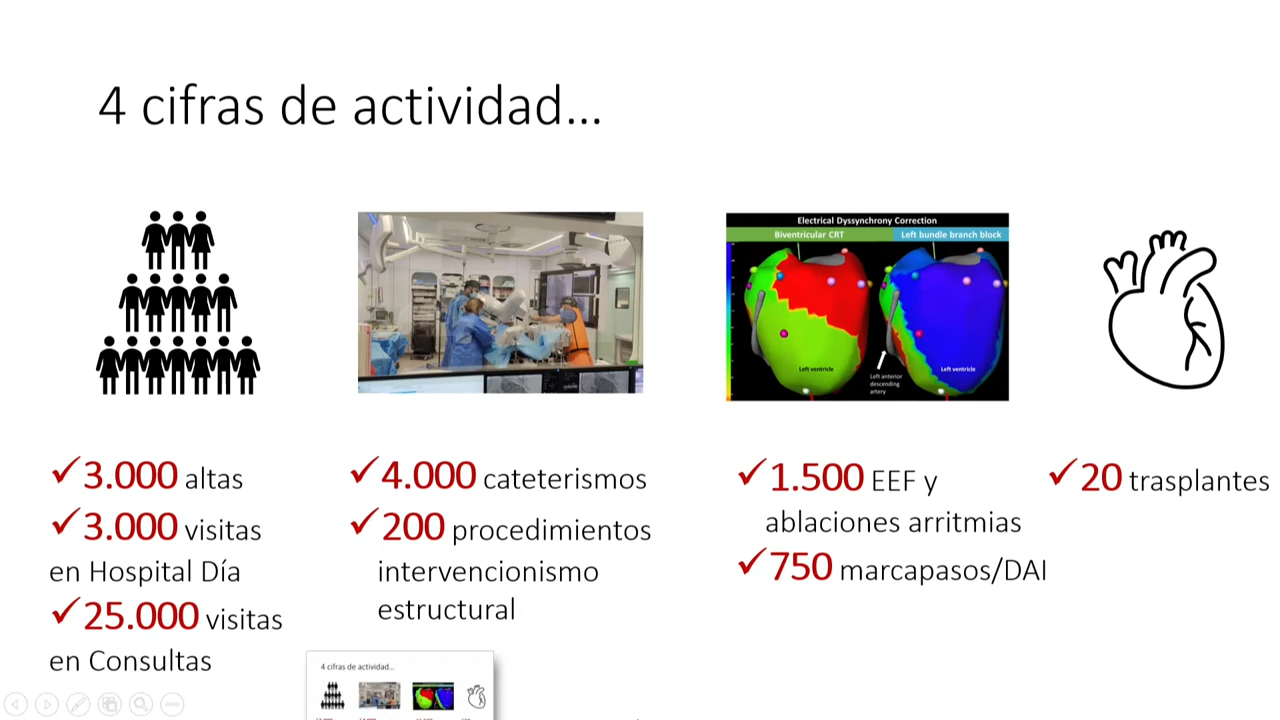 4 cifras de actividad...
Electrical Dyssynchrony Correction
Biventricular CRT
Left bundle branch block
Left ventricle
Left anterior
descending
artery
Left ventricle
✓3.000 altas
✓3.000 visitas
en Hospital Día
✓25.000 visitas
en Consultas
✓4.000 cateterismos
✓200 procedimientos
intervencionismo
estructural
✓1.500 EEF y
ablaciones arritmias
✓750 marcapasos/DAI
✓20 trasplantes
4 cifras de actividad...